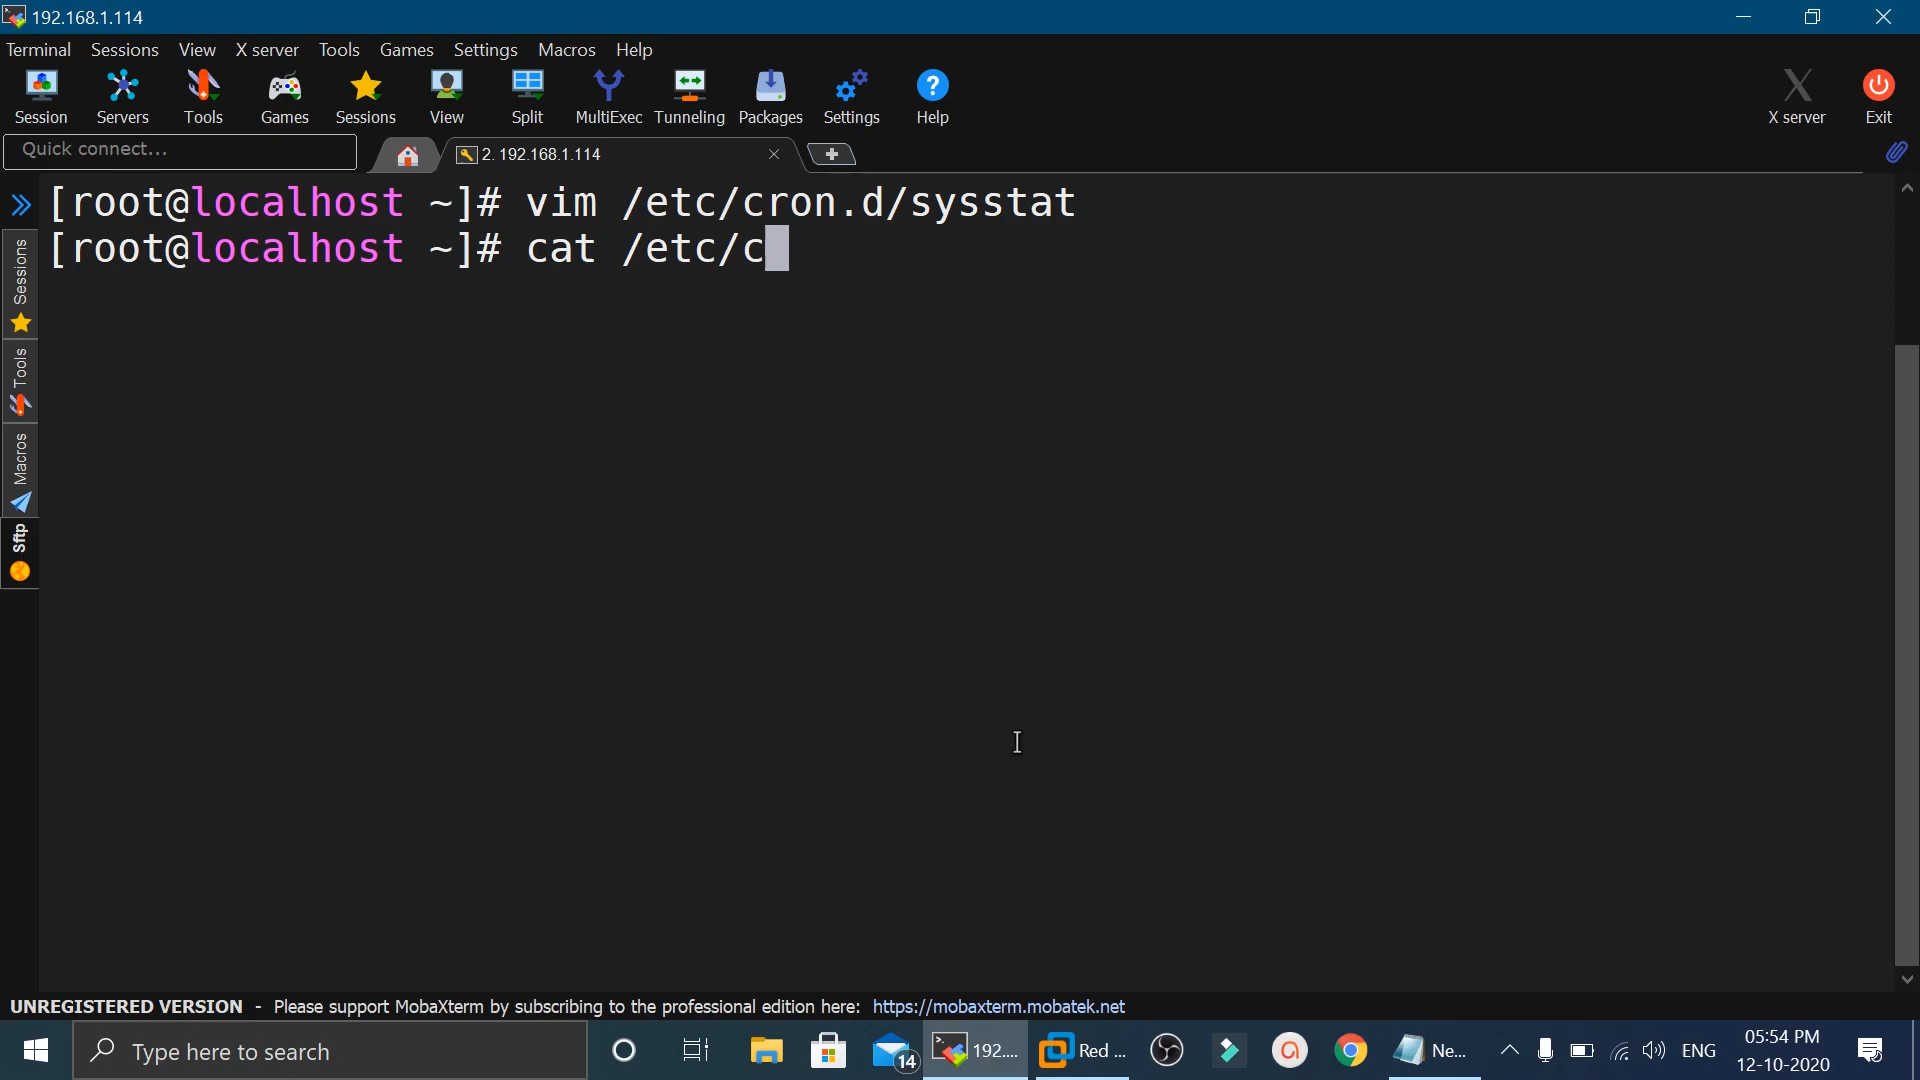 192.168.1.114
Terminal Sessions View X server Tools Games Settings Macros Help
Session Servers Tools Games Sessions View Split MultiExec Tunneling Packages Settings Help X server Exit
Quick connect... 2. 192.168.1.114
[root@localhost ~]# vim /etc/cron.d/sysstat
[root@localhost ~]# cat /etc/c
Sessions
Tools
Macros
Sftp
UNREGISTERED VERSION - Please support MobaXterm by subscribing to the professional edition here: https://mobaxterm.mobatek.net
Type here to search 14 192.... Red ... Ne... ENG 05:54 PM
12-10-2020